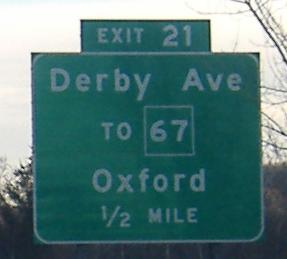 EXIT 21
Derby Ave
TO 67
Oxford
1/2 MILE